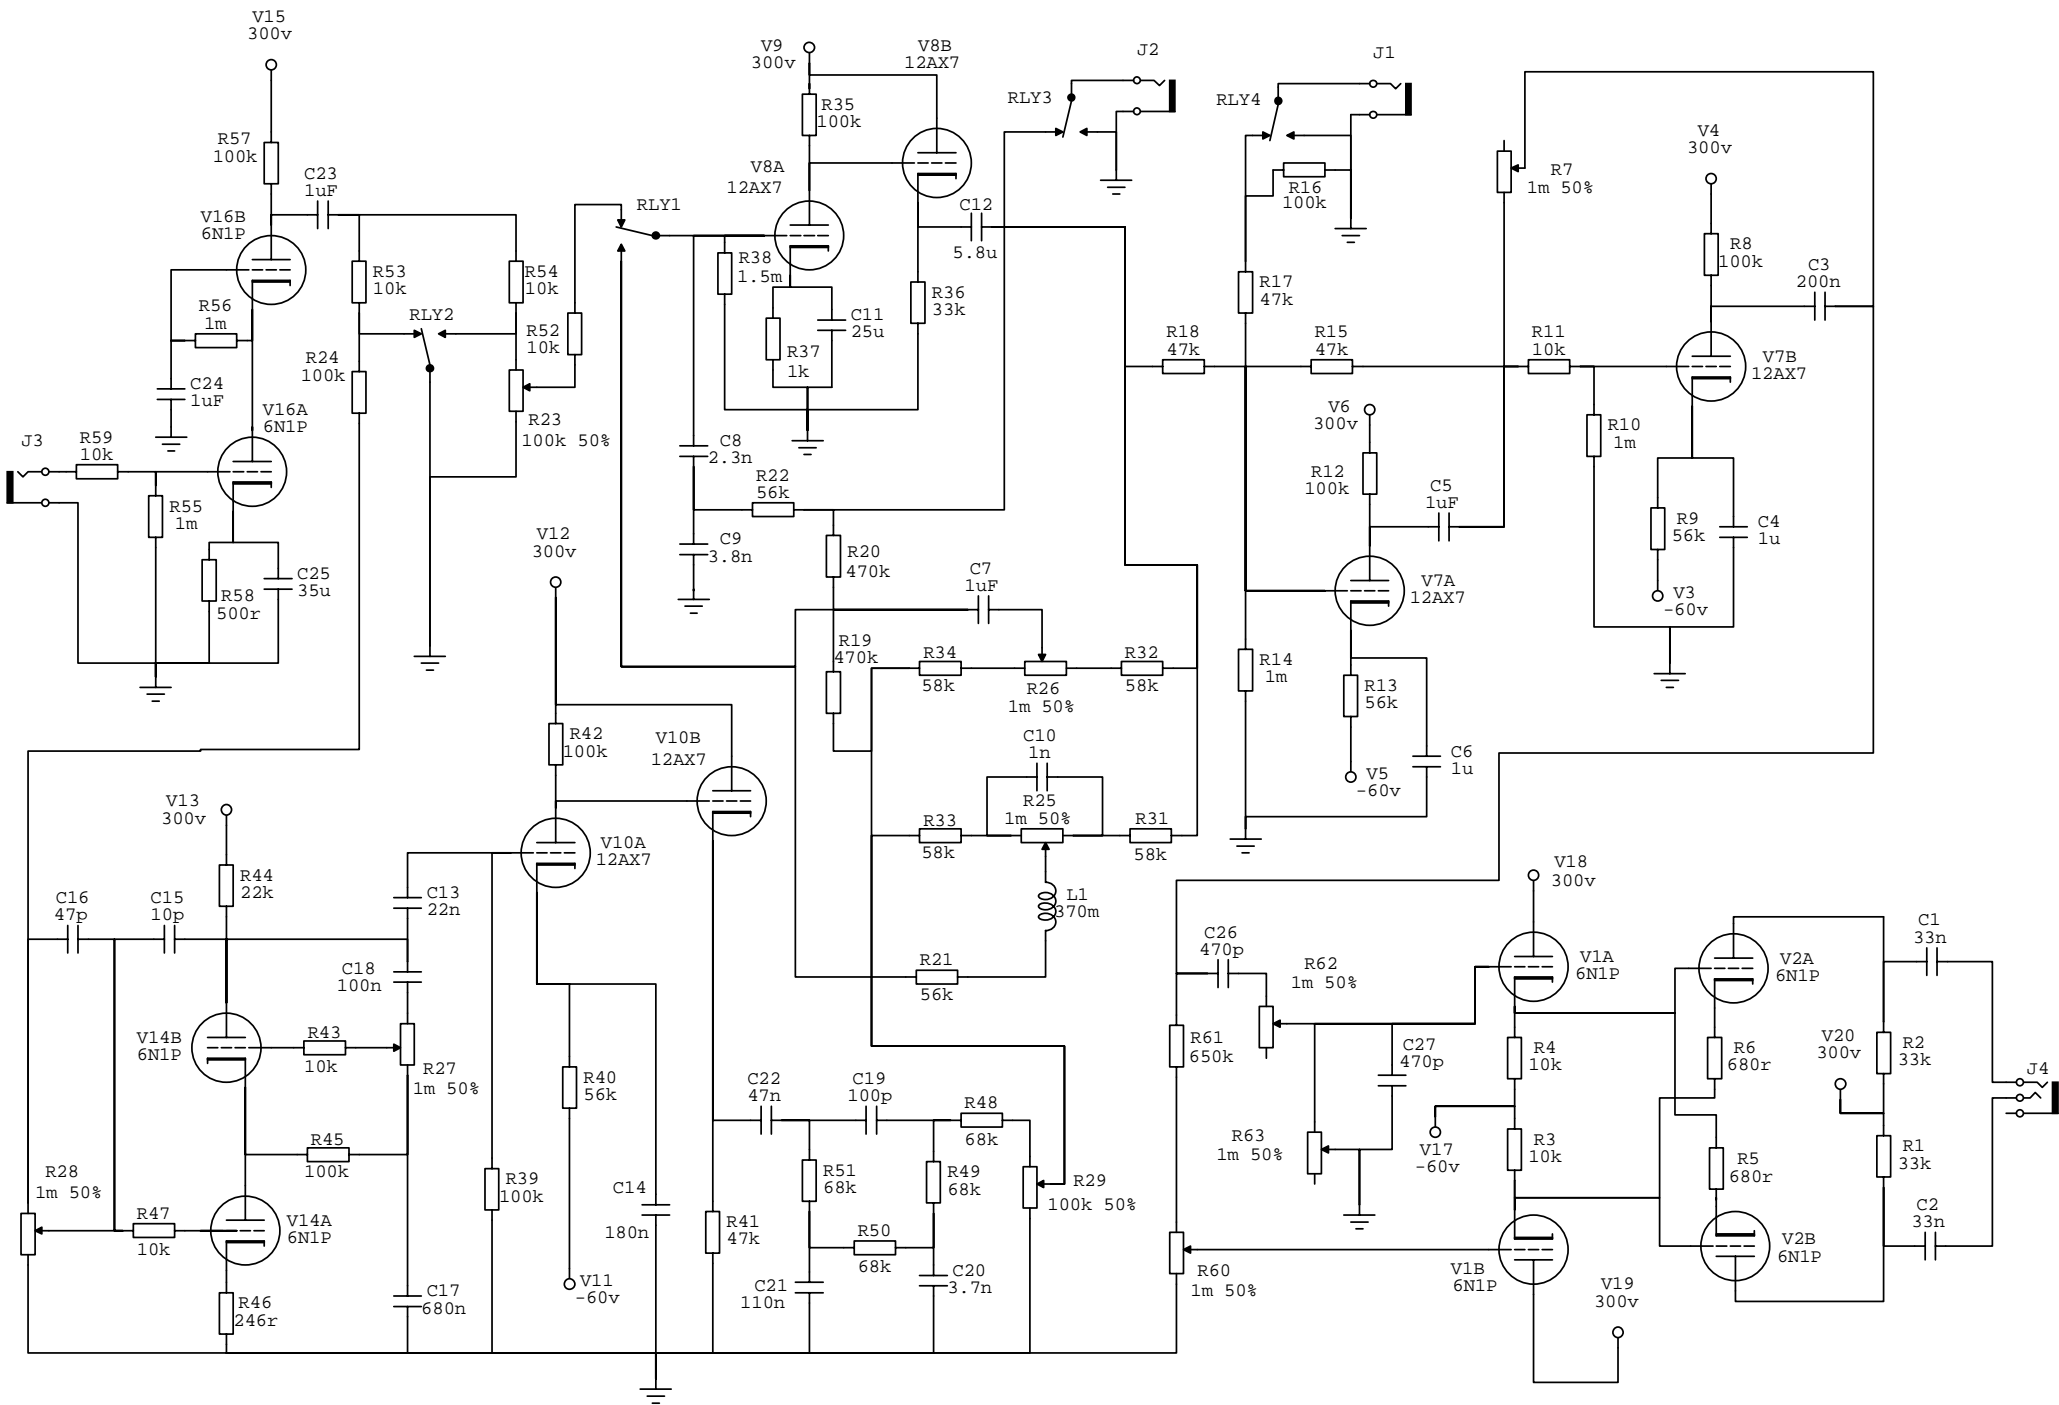 V15
300v
R57
100k
C23
1uF
V16B
6N1P
R53
10k
R54
10k
R56
1m
RLY2
R52
10k
R24
100k
C24
1uF
V16A
6N1P
R23
100k 50%
J3
R59
10k
R55
1m
R58
500r
C25
35u
V9
300v
V8B
12AX7
R35
100k
V8A
12AX7
RLY1
R38
1.5m
C12
5.8u
R36
33k
C11
25u
R37
1k
C8
2.3n
R22
56k
C9
3.8n
R20
470k
C7
1uF
R19
470k
R34
58k
R26
1m 50%
R32
58k
C10
1n
R25
1m 50%
R33
58k
R31
58k
L1
370m
R21
56k
J2
RLY3
J1
RLY4
R16
100k
R17
47k
R18
47k
R15
47k
R7
1m 50%
V4
300v
R8
100k
C3
200n
R11
10k
V7B
12AX7
R10
1m
R9
56k
C4
1u
V3
-60v
V6
300v
R12
100k
C5
1uF
V7A
12AX7
R14
1m
R13
56k
V5
-60v
C6
1u
V12
300v
R42
100k
V10B
12AX7
V10A
12AX7
V13
300v
R44
22k
C16
47p
C15
10p
C13
22n
C18
100n
V14B
6N1P
R43
10k
R27
1m 50%
R45
100k
R28
1m 50%
R47
10k
V14A
6N1P
R46
246r
C17
680n
R39
100k
R40
56k
V11
-60v
C14
180n
R41
47k
C22
47n
C19
100p
R48
68k
R51
68k
R49
68k
R50
68k
C21
110n
C20
3.7n
R29
100k 50%
V18
300v
C26
470p
R62
1m 50%
V1A
6N1P
V2A
6N1P
C1
33n
R61
650k
C27
470p
R4
10k
R6
680r
V20
300v
R2
33k
J4
R63
1m 50%
V17
-60v
R3
10k
R5
680r
R1
33k
C2
33n
R60
1m 50%
V1B
6N1P
V2B
6N1P
V19
300v